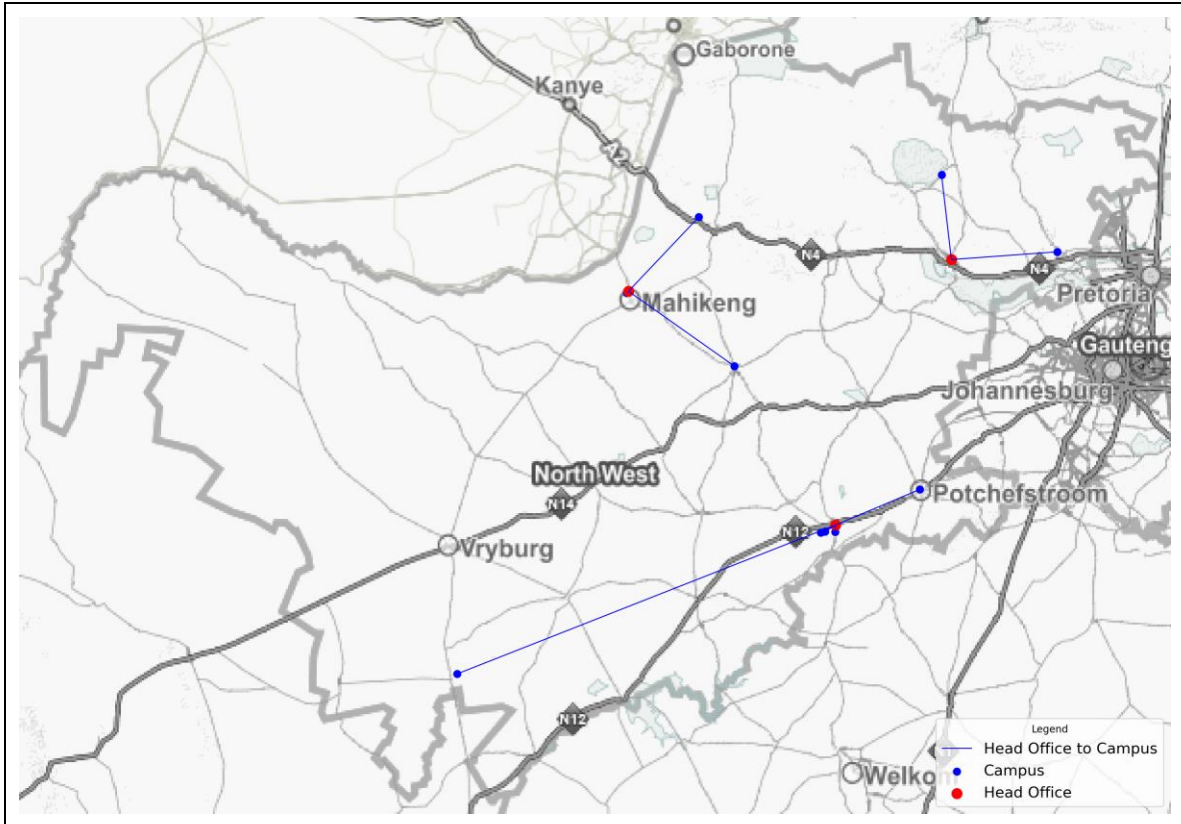 Gaborone
Kanye
A2
N4
N4
Mahikeng
Pretoria
Gauteng
Johannesburg
North West
N14
Potchefstroom
N12
Vryburg
N12
Legend
Head Office to Campus
Campus
Head Office
Welkom